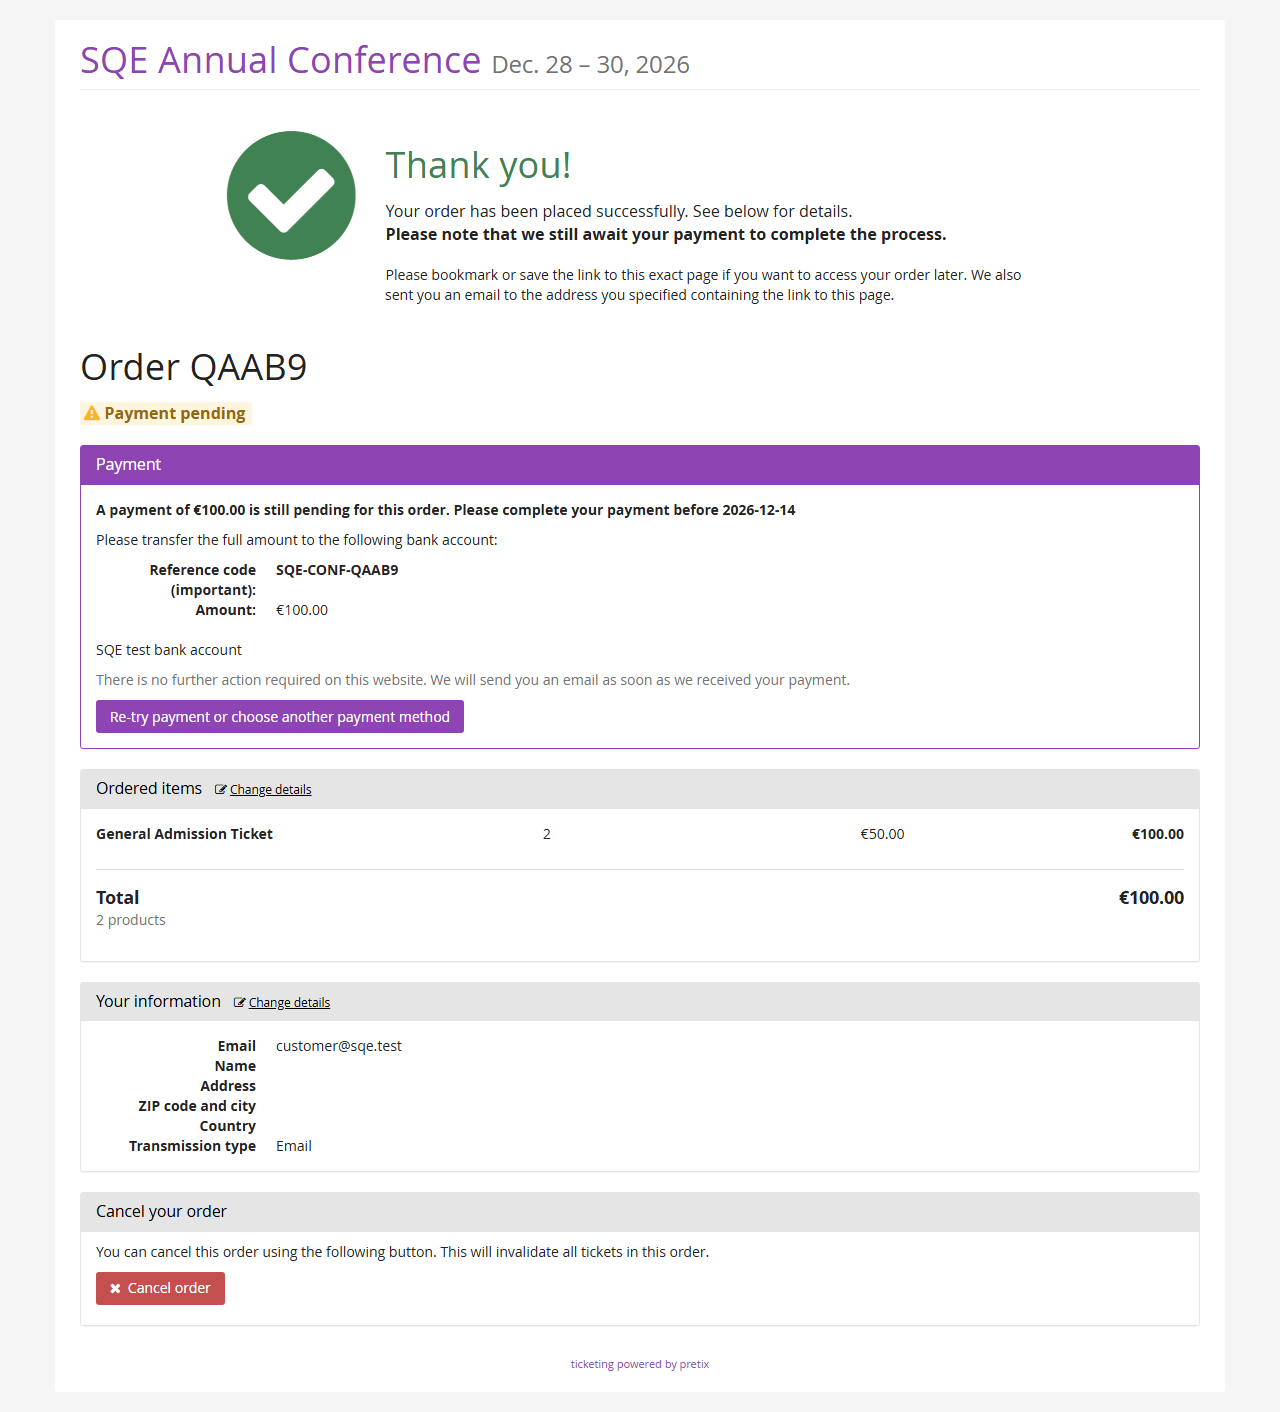 SQE Annual Conference Dec. 28 – 30, 2026
Thank you!
Your order has been placed successfully. See below for details.
Please note that we still await your payment to complete the process.
Please bookmark or save the link to this exact page if you want to access your order later. We also
sent you an email to the address you specified containing the link to this page.
Order QAAB9
Payment pending
Payment
A payment of €100.00 is still pending for this order. Please complete your payment before 2026-12-14
Please transfer the full amount to the following bank account:
Reference code SQE-CONF-QAAB9
(important):
Amount: €100.00
SQE test bank account
There is no further action required on this website. We will send you an email as soon as we received your payment.
Re-try payment or choose another payment method
Ordered items Change details
General Admission Ticket 2 €50.00 €100.00
Total €100.00
2 products
Your information Change details
Email customer@sqe.test
Name
Address
ZIP code and city
Country
Transmission type Email
Cancel your order
You can cancel this order using the following button. This will invalidate all tickets in this order.
Cancel order
ticketing powered by pretix